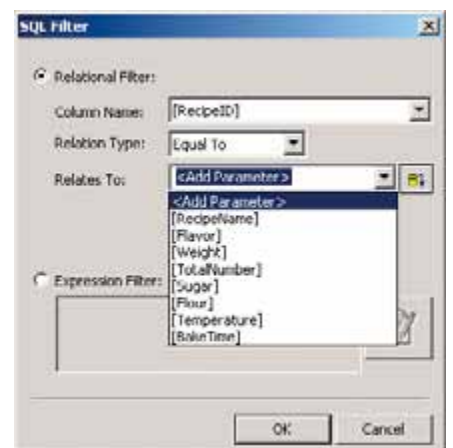 SQL Filter
Relational Filter:
Column Name: [RecipeID]
Relation Type: Equal To
Relates To: <Add Parameter>
<Add Parameter>
[RecipeName]
[Flavor]
[Weight]
[TotalNumber]
[Sugar]
[Flour]
[Temperature]
[BakeTime]
Expression Filter:
OK Cancel